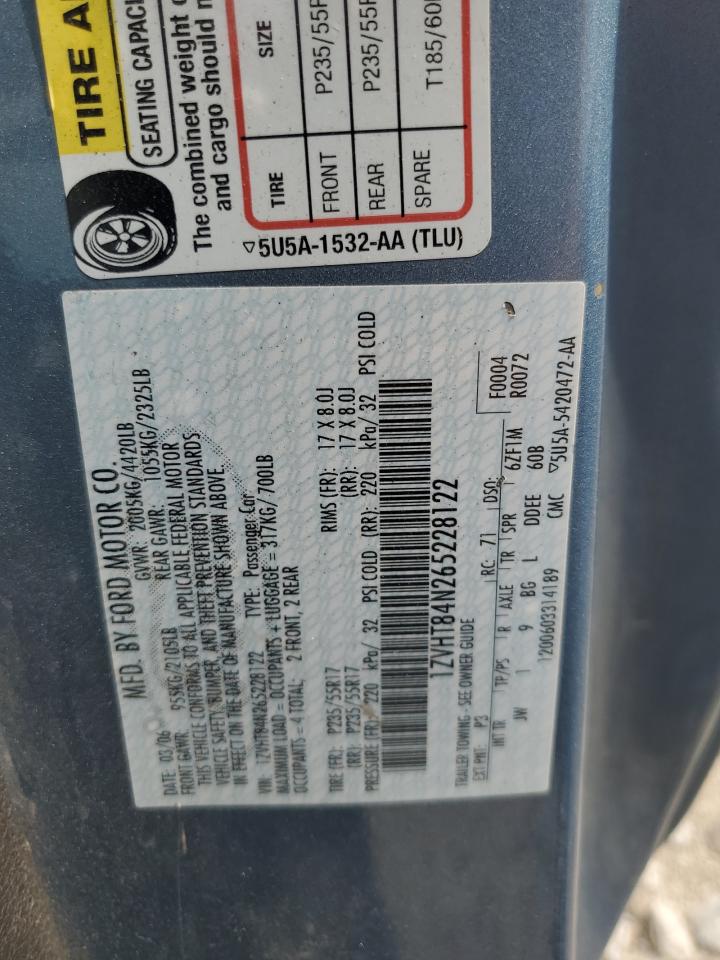 TIRE A
SEATING CAPACI
The combined weight o
and cargo should n
TIRE SIZE
FRONT P235/55R
REAR P235/55R
SPARE T185/60
5U5A-1532-AA (TLU)
MFD. BY FORD MOTOR CO.
DATE: 03/06 GVWR: 2005KG/4420LB
FRONT GAWR: 955KG/2105LB REAR GAWR: 1055KG/2325LB
THIS VEHICLE CONFORMS TO ALL APPLICABLE FEDERAL MOTOR
VEHICLE SAFETY, BUMPER, AND THEFT PREVENTION STANDARDS
IN EFFECT ON THE DATE OF MANUFACTURE SHOWN ABOVE.
VIN: 1ZVHT84N265228122 TYPE: Passenger Car
MAXIMUM LOAD = OCCUPANTS + LUGGAGE = 317KG/700LB
OCCUPANTS = 4 TOTAL; 2 FRONT, 2 REAR
TIRE (FR): P235/55R17 RIMS (FR): 17 X 8.0J
(RR): P235/55R17 (RR): 17 X 8.0J
PRESSURE (FR): 220 kPa/ 32 PSI COLD (RR): 220 kPa/ 32 PSI COLD
1ZVHT84N265228122
TRAILER TOWING - SEE OWNER GUIDE
EXT PNT: P3 RC: 71 DSO: F0004
R0072
INT TR TP/PS R AXLE TR SPR 6ZF1M
JW 1 9 BG L DDEE 60B
1200603314189 CMC 5U5A-5420472-AA